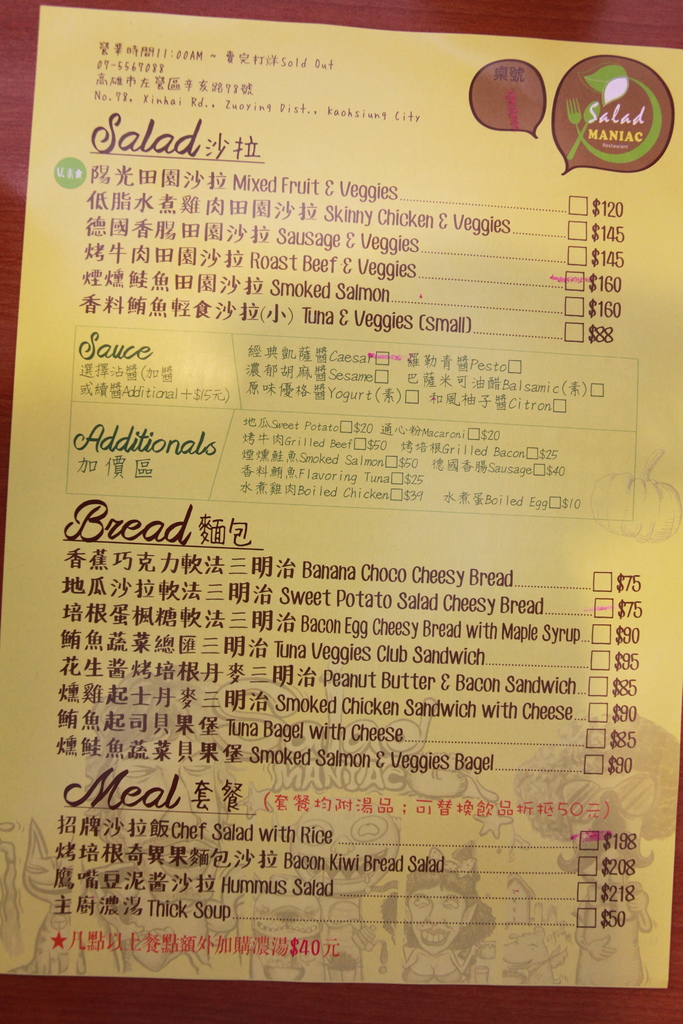 營業時間11:00AM ~ 賣完打烊Sold Out
07-5567088
高雄市左營區辛亥路78號
No.78, Xinhai Rd., Zuoying Dist., Kaohsiung City
桌號
Salad
MANIAC
Restaurant
Salad 沙拉
陽光田園沙拉 Mixed Fruit & Veggies $120
低脂水煮雞肉田園沙拉 Skinny Chicken & Veggies $145
德國香腸田園沙拉 Sausage & Veggies $145
烤牛肉田園沙拉 Roast Beef & Veggies $160
煙燻鮭魚田園沙拉 Smoked Salmon $160
香料鮪魚輕食沙拉(小) Tuna & Veggies (Small) $88
Sauce
選擇沾醬(加醬
或續醬Additional+$15元)
經典凱薩醬Caesar□ 羅勒青醬Pesto□
濃郁胡麻醬Sesame□ 巴薩米可油醋Balsamic(素)□
原味優格醬Yogurt(素)□ 和風柚子醬Citron□
Additionals
加價區
地瓜Sweet Potato□$20 通心粉Macaroni□$20
烤牛肉Grilled Beef□$50 烤培根Grilled Bacon□$25
煙燻鮭魚Smoked Salmon□$50 德國香腸Sausage□$40
香料鮪魚Flavoring Tuna□$25
水煮雞肉Boiled Chicken□$39 水煮蛋Boiled Egg□$10
Bread 麵包
香蕉巧克力軟法三明治 Banana Choco Cheesy Bread $75
地瓜沙拉軟法三明治 Sweet Potato Salad Cheesy Bread $75
培根蛋楓糖軟法三明治 Bacon Egg Cheesy Bread with Maple Syrup $90
鮪魚蔬菜總匯三明治 Tuna Veggies Club Sandwich $95
花生酱烤培根丹麥三明治 Peanut Butter & Bacon Sandwich $85
燻雞起士丹麥三明治 Smoked Chicken Sandwich with Cheese $90
鮪魚起司貝果堡 Tuna Bagel with Cheese $85
燻鮭魚蔬菜貝果堡 Smoked Salmon & Veggies Bagel $90
Meal 套餐 (套餐均附湯品；可替換飲品折抵50元)
招牌沙拉飯Chef Salad with Rice $198
烤培根奇異果麵包沙拉 Bacon Kiwi Bread Salad $208
鷹嘴豆泥酱沙拉 Hummus Salad $218
主廚濃湯 Thick Soup $50
★凡點以上餐點額外加購濃湯$40元